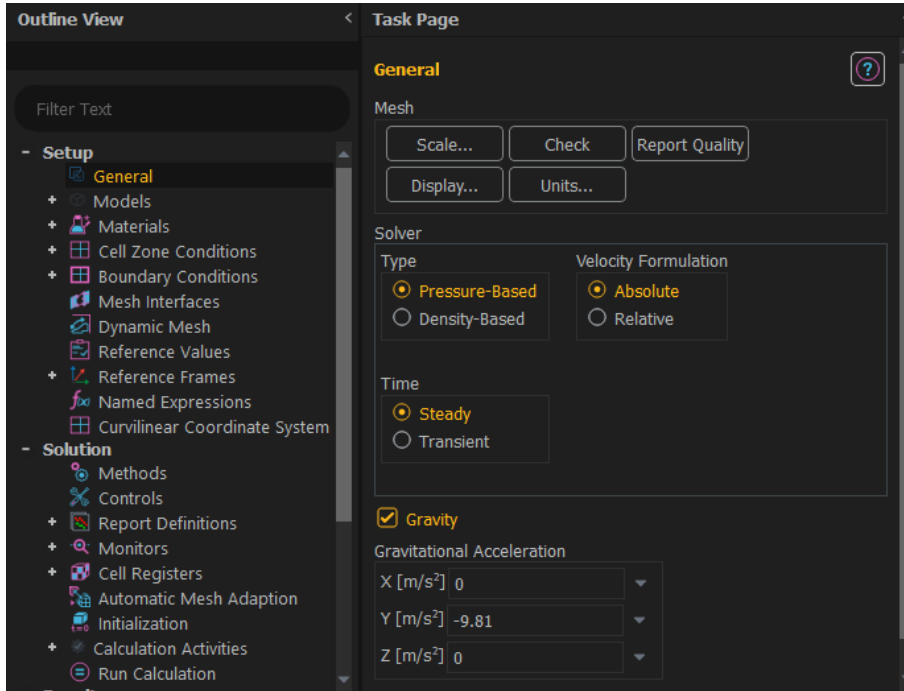 Outline View
<
Filter Text
- Setup
General
+ Models
+ Materials
+ Cell Zone Conditions
+ Boundary Conditions
Mesh Interfaces
Dynamic Mesh
Reference Values
+ Reference Frames
f(x) Named Expressions
Curvilinear Coordinate System
- Solution
Methods
Controls
+ Report Definitions
+ Monitors
+ Cell Registers
Automatic Mesh Adaption
t=0 Initialization
+ Calculation Activities
Run Calculation
Task Page
General
?
Mesh
Scale... Check Report Quality
Display... Units...
Solver
Type Velocity Formulation
Pressure-Based Absolute
Density-Based Relative
Time
Steady
Transient
Gravity
Gravitational Acceleration
X [m/s²] 0
Y [m/s²] -9.81
Z [m/s²] 0